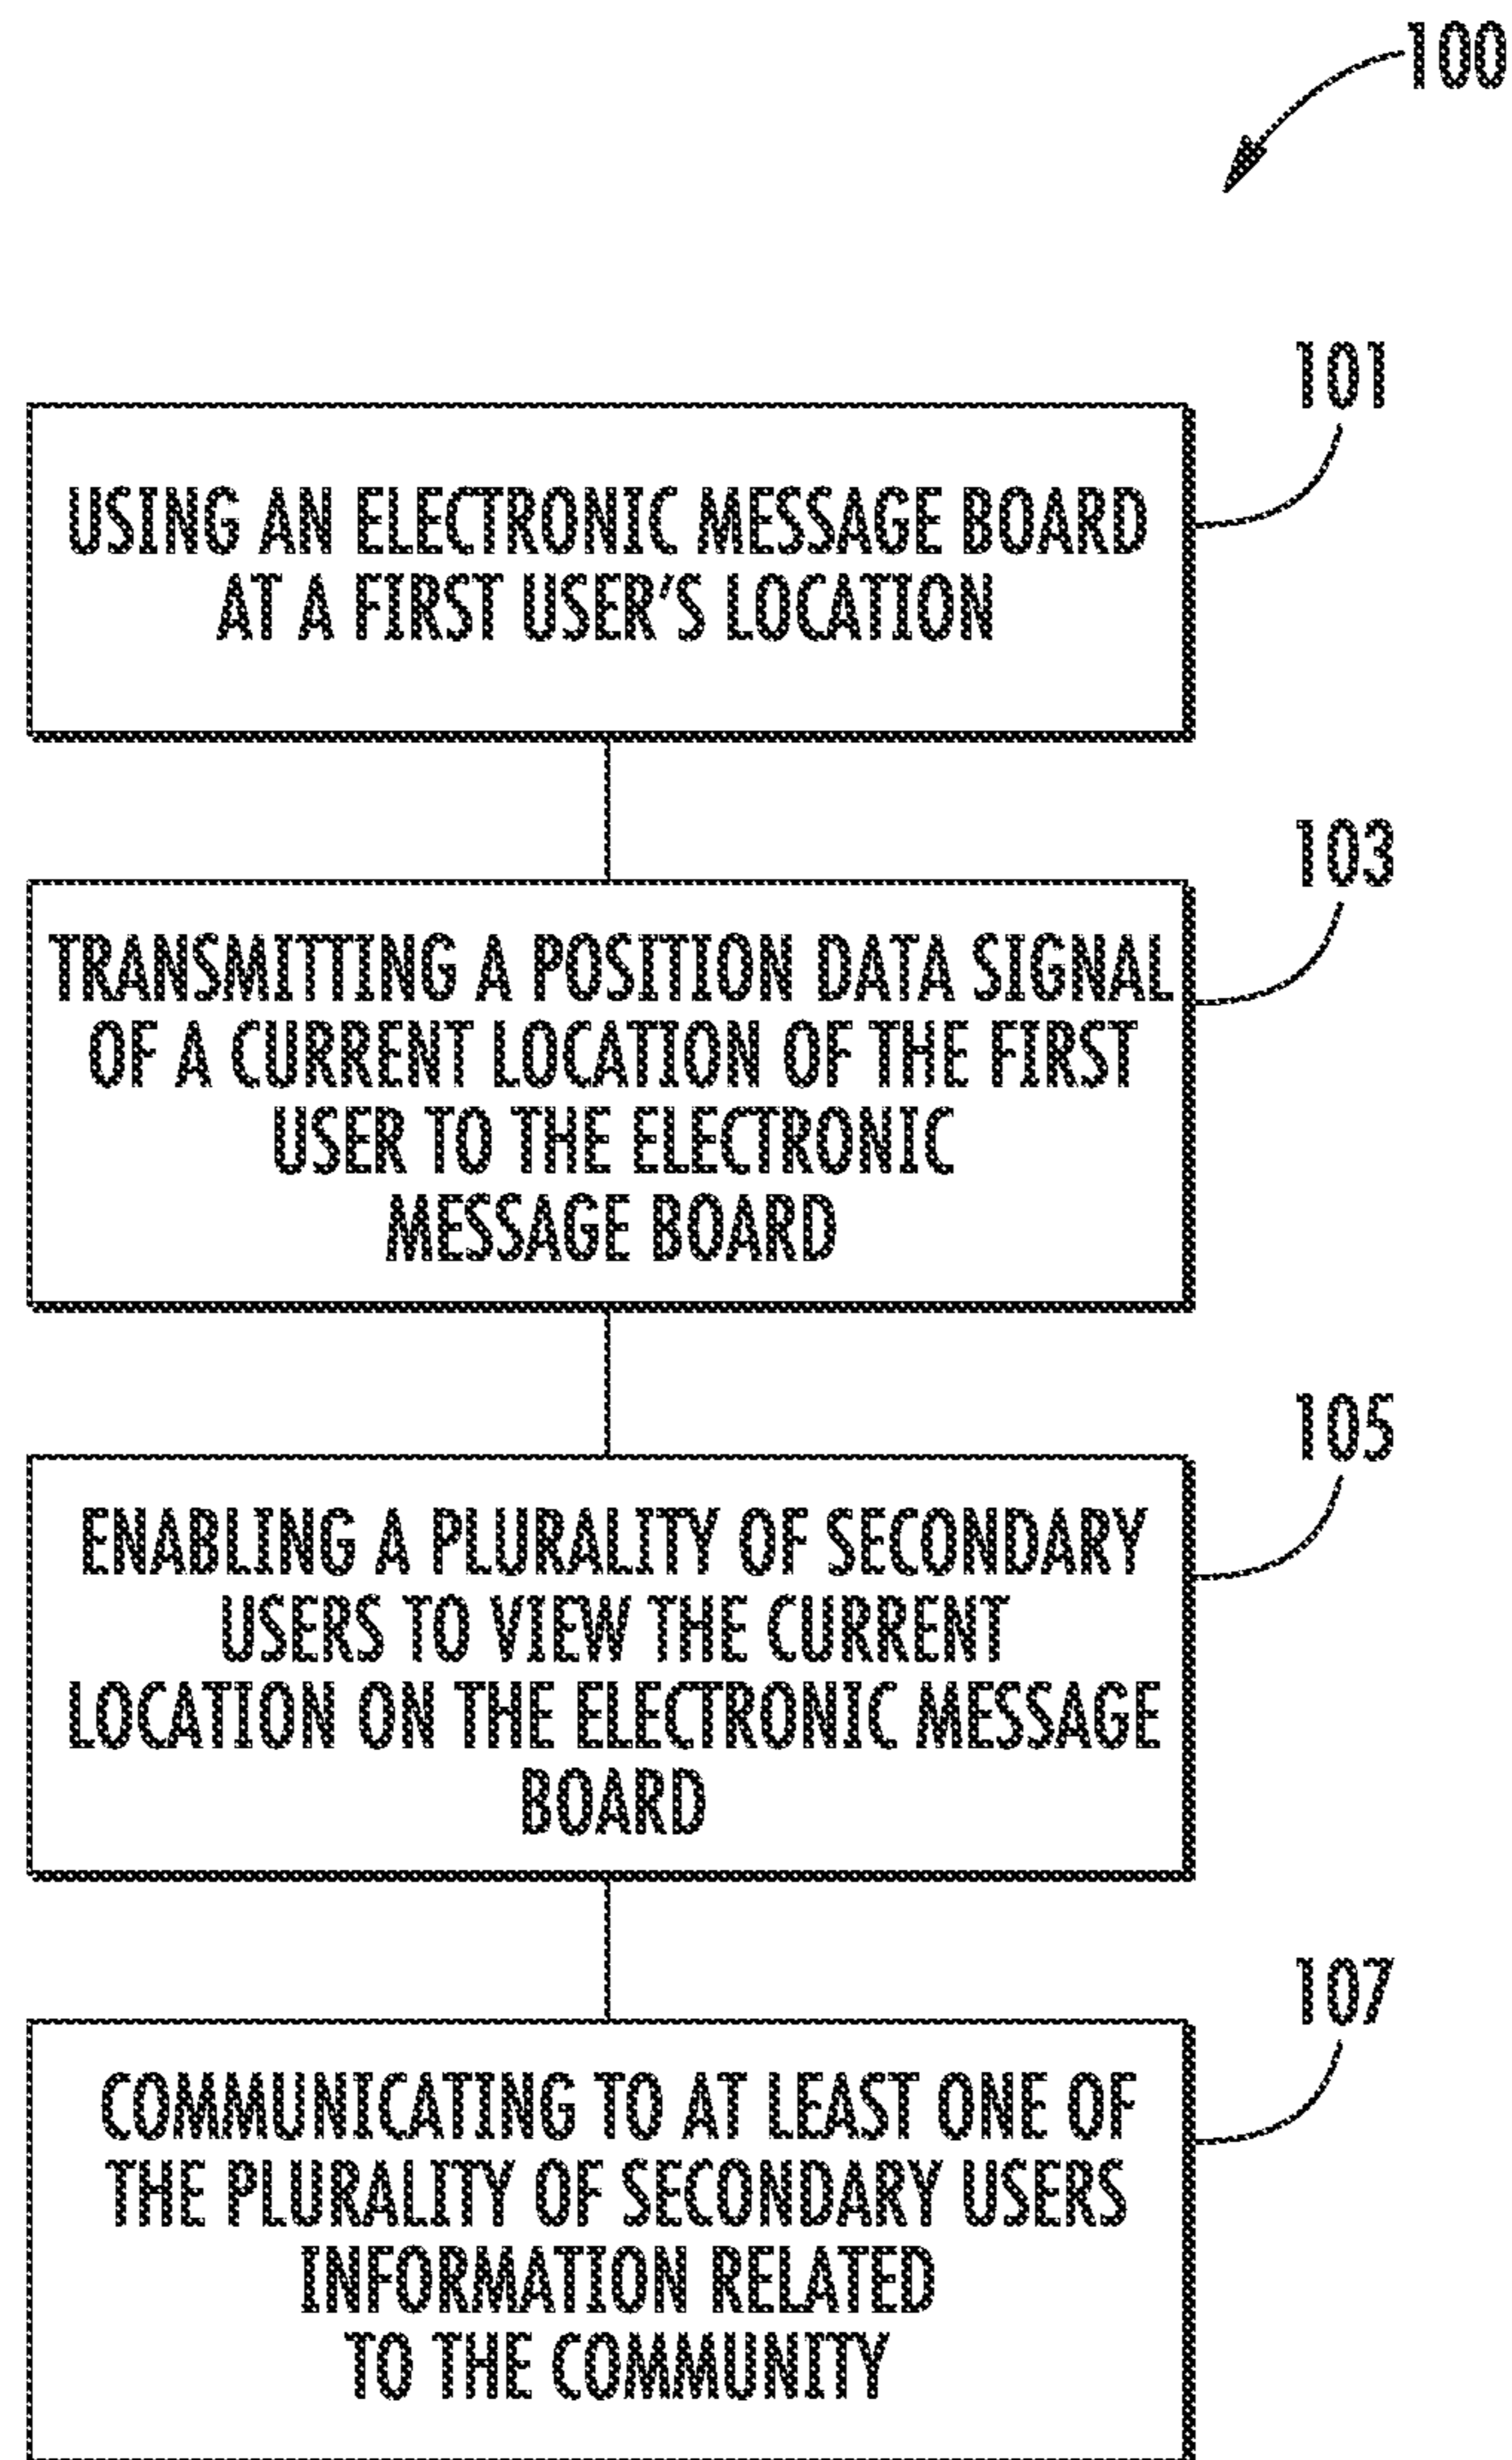 100
101
USING AN ELECTRONIC MESSAGE BOARD
AT A FIRST USER'S LOCATION
103
TRANSMITTING A POSITION DATA SIGNAL
OF A CURRENT LOCATION OF THE FIRST
USER TO THE ELECTRONIC
MESSAGE BOARD
105
ENABLING A PLURALITY OF SECONDARY
USERS TO VIEW THE CURRENT
LOCATION ON THE ELECTRONIC MESSAGE
BOARD
107
COMMUNICATING TO AT LEAST ONE OF
THE PLURALITY OF SECONDARY USERS
INFORMATION RELATED
TO THE COMMUNITY